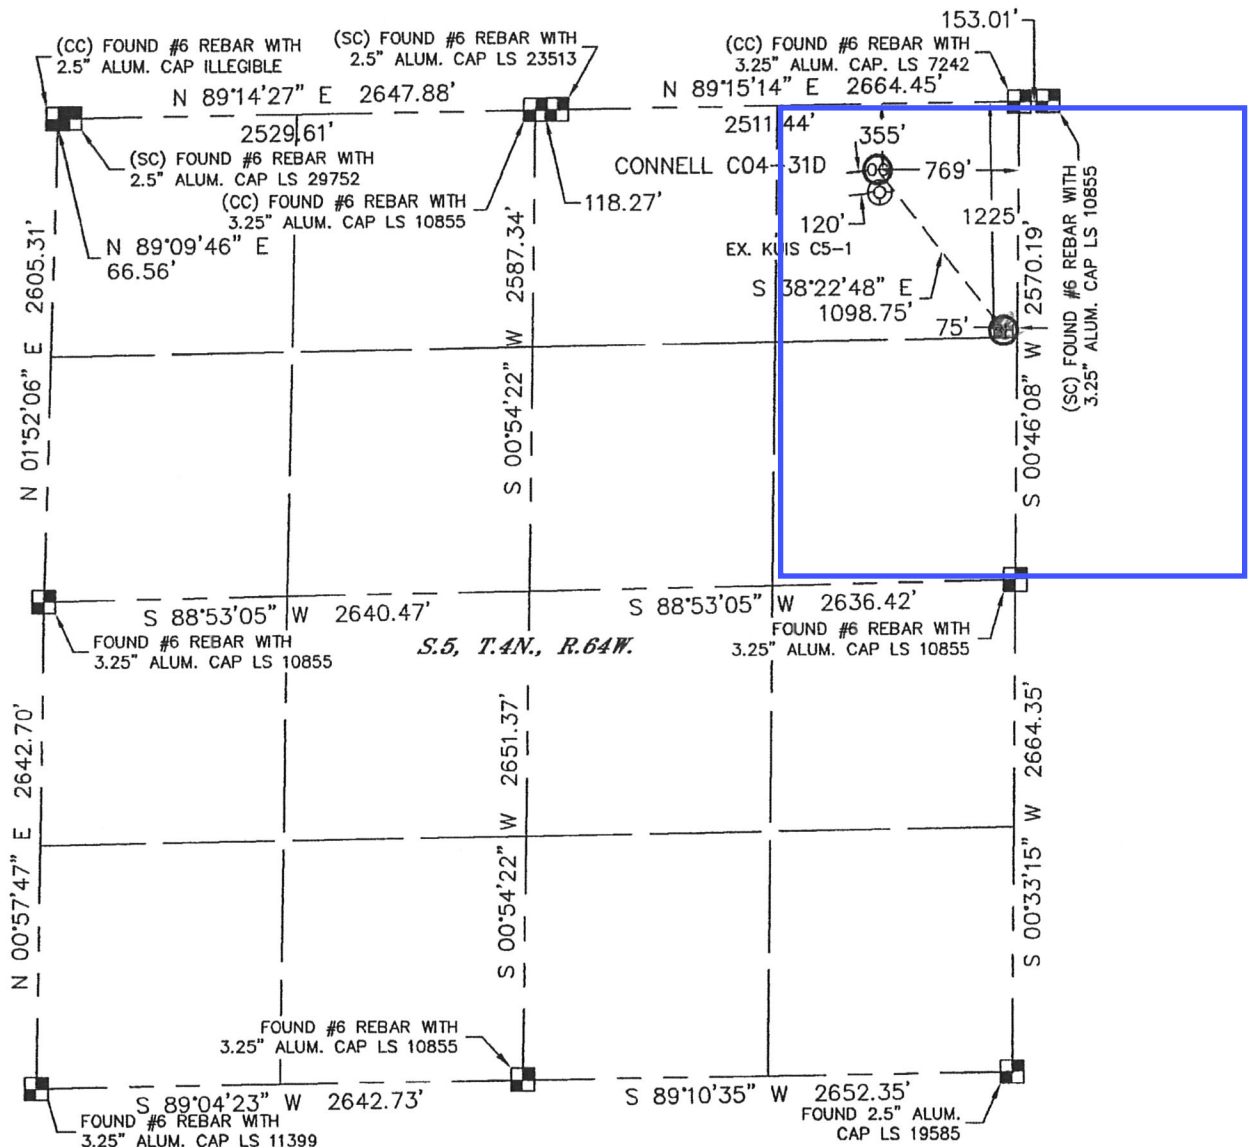 153.01'
(CC) FOUND #6 REBAR WITH
2.5" ALUM. CAP ILLEGIBLE
(SC) FOUND #6 REBAR WITH
2.5" ALUM. CAP LS 23513
(CC) FOUND #6 REBAR WITH
3.25" ALUM. CAP. LS 7242
N 89°14'27" E 2647.88'
N 89°15'14" E 2664.45'
2529.61'
2511.44'
355'
(SC) FOUND #6 REBAR WITH
2.5" ALUM. CAP LS 29752
CONNELL C04-31D
769'
(CC) FOUND #6 REBAR WITH
3.25" ALUM. CAP LS 10855
118.27'
120'
1225'
N 89°09'46" E
66.56'
EX. KUIS C5-1
S 38°22'48" E
1098.75'
75'
N 01°52'06" E 2605.31'
S 00°54'22" W 2587.34'
S 00°46'08" W 2570.19'
(SC) FOUND #6 REBAR WITH
3.25" ALUM. CAP LS 10855
S 88°53'05" W 2640.47'
S 88°53'05" W 2636.42'
FOUND #6 REBAR WITH
3.25" ALUM. CAP LS 10855
S.5, T.4N., R.64W.
FOUND #6 REBAR WITH
3.25" ALUM. CAP LS 10855
N 00°57'47" E 2642.70'
S 00°54'22" W 2651.37'
S 00°33'15" W 2664.35'
FOUND #6 REBAR WITH
3.25" ALUM. CAP LS 10855
S 89°04'23" W 2642.73'
S 89°10'35" W 2652.35'
FOUND #6 REBAR WITH
3.25" ALUM. CAP LS 11399
FOUND 2.5" ALUM.
CAP LS 19585